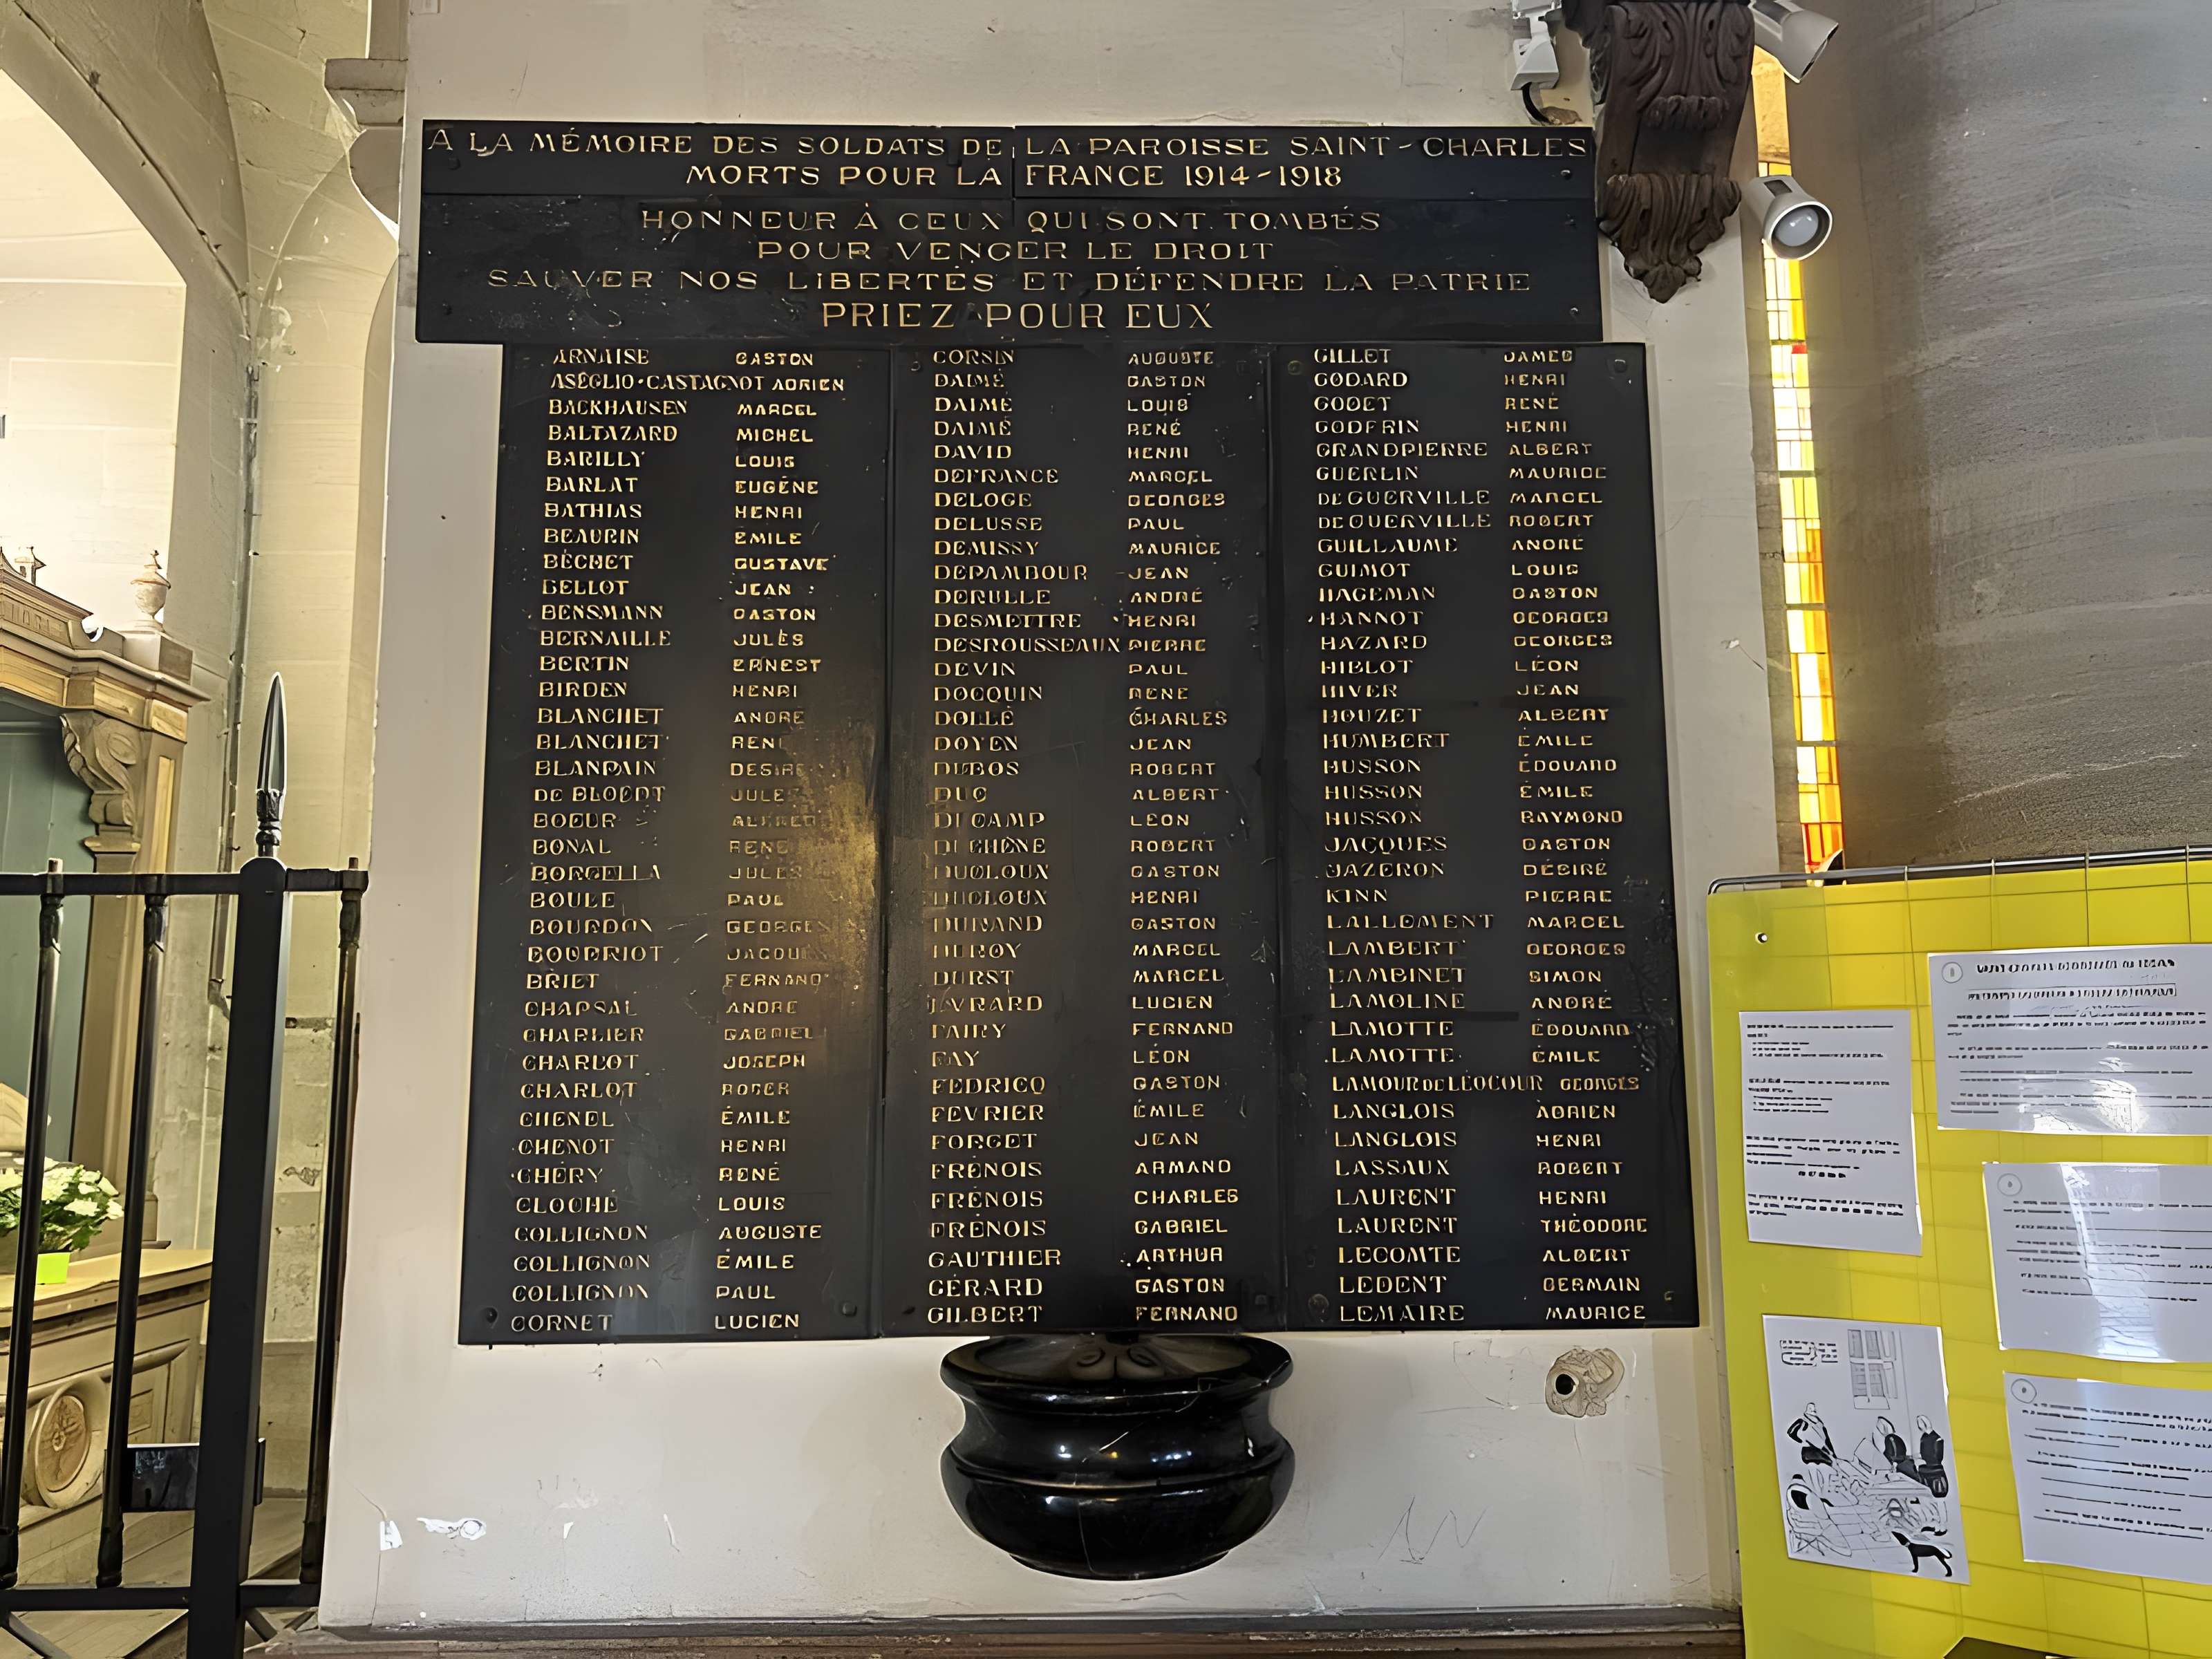 A LA MÉMOIRE DES SOLDATS DE LA PAROISSE SAINT-CHARLES
MORTS POUR LA FRANCE 1914-1918
HONNEUR À CEUX QUI SONT TOMBÉS
POUR VENGER LE DROIT
SAUVER NOS LIBERTÉS ET DÉFENDRE LA PATRIE
PRIEZ POUR EUX
ARNAISE GASTON
ASÉGLIO-CASTAGNOT ADRIEN
BACKHAUSEN MARCEL
BALTAZARD MICHEL
BARILLY LOUIS
BARLAT EUGÈNE
BATHIAS HENRI
BEAURIN ÉMILE
BÉCHET GUSTAVE
BELLOT JEAN
BENSMANN GASTON
BERNAILLE JULES
BERTIN ERNEST
BIRDEN HENRI
BLANCHET ANDRÉ
BLANCHET RENÉ
BLANPAIN DESIRÉ
DE JULES
BOEUR ALFRED
BONAL RENÉ
BORGELLA JULES
BOULE PAUL
BOURDON GEORGES
BOUDRIOT JACQUES
BRIET FERNAND
CHAPSAL ANDRÉ
CHARLIER GABRIEL
CHARLOT JOSEPH
CHARLOT ROGER
CHENEL ÉMILE
CHENOT HENRI
CHÉRY RENÉ
CLOCHÉ LOUIS
COLLIGNON AUGUSTE
COLLIGNON ÉMILE
COLLIGNON PAUL
CORNET LUCIEN
CORSIN AUGUSTE
DAIMÉ GASTON
DAIMÉ LOUIS
DAIMÉ RENÉ
DAVID HENRI
DEFRANCE MARCEL
DELOGE GEORGES
DELUSSE PAUL
DEMISSY MAURICE
DEPAMBOUR JEAN
DERULLE ANDRÉ
DESMETTRE HENRI
DESROUSSEAUX PIERRE
DEVIN PAUL
DOCQUIN RENÉ
DOLLÉ CHARLES
DOYEN JEAN
DUBOS ROBERT
DUC ALBERT
DUCAMP LÉON
DUCHÊNE ROBERT
DUCLOUX GASTON
DUCLOUX HENRI
DURAND GASTON
DUROY MARCEL
DURST MARCEL
ÉVRARD LUCIEN
FAIRY FERNAND
FAY LÉON
FEDRICQ GASTON
FEVRIER ÉMILE
FORGET JEAN
FRÉNOIS ARMAND
FRÉNOIS CHARLES
FRÉNOIS GABRIEL
GAUTHIER ARTHUR
GÉRARD GASTON
GILBERT FERNAND
GILLET JAMES
GODARD HENRI
GODET RENÉ
GODFRIN HENRI
GRANDPIERRE ALBERT
GUERLIN MAURICE
DE GUERVILLE MARCEL
DE GUERVILLE ROBERT
GUILLAUME ANDRÉ
GUIMOT LOUIS
HAGEMAN GASTON
HANNOT GEORGES
HAZARD GEORGES
HIBLOT LÉON
HIVER JEAN
HOUZET ALBERT
HUMBERT ÉMILE
HUSSON ÉDOUARD
HUSSON ÉMILE
HUSSON RAYMOND
JACQUES GASTON
JAZERON DÉSIRÉ
KINN PIERRE
LALLEMENT MARCEL
LAMBERT GEORGES
LAMBINET SIMON
LAMOLINE ANDRÉ
LAMOTTE ÉDOUARD
LAMOTTE ÉMILE
LAMOUR DE LÉOCOUR GEORGES
LANGLOIS ADRIEN
LANGLOIS HENRI
LASSAUX ROBERT
LAURENT HENRI
LAURENT THÉODORE
LECOMTE ALBERT
LEDENT GERMAIN
LEMAIRE MAURICE